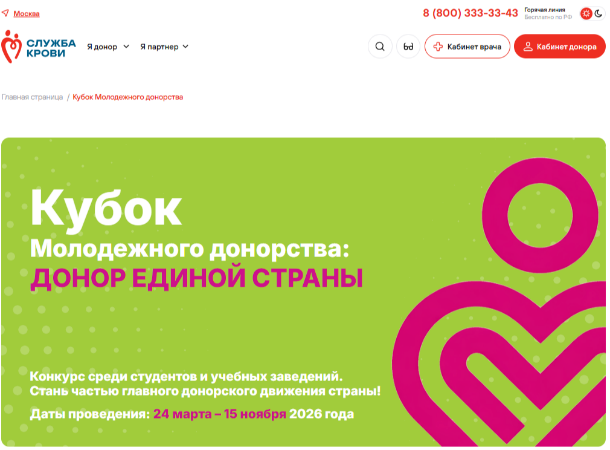 Москва
8 (800) 333-33-43
Горячая линия
Бесплатно по РФ
СЛУЖБА
КРОВИ
Я донор
Я партнер
Кабинет врача
Кабинет донора
Главная страница / Кубок Молодежного донорства
Кубок
Молодежного донорства:
ДОНОР ЕДИНОЙ СТРАНЫ
Конкурс среди студентов и учебных заведений.
Стань частью главного донорского движения страны!
Даты проведения: 24 марта – 15 ноября 2026 года